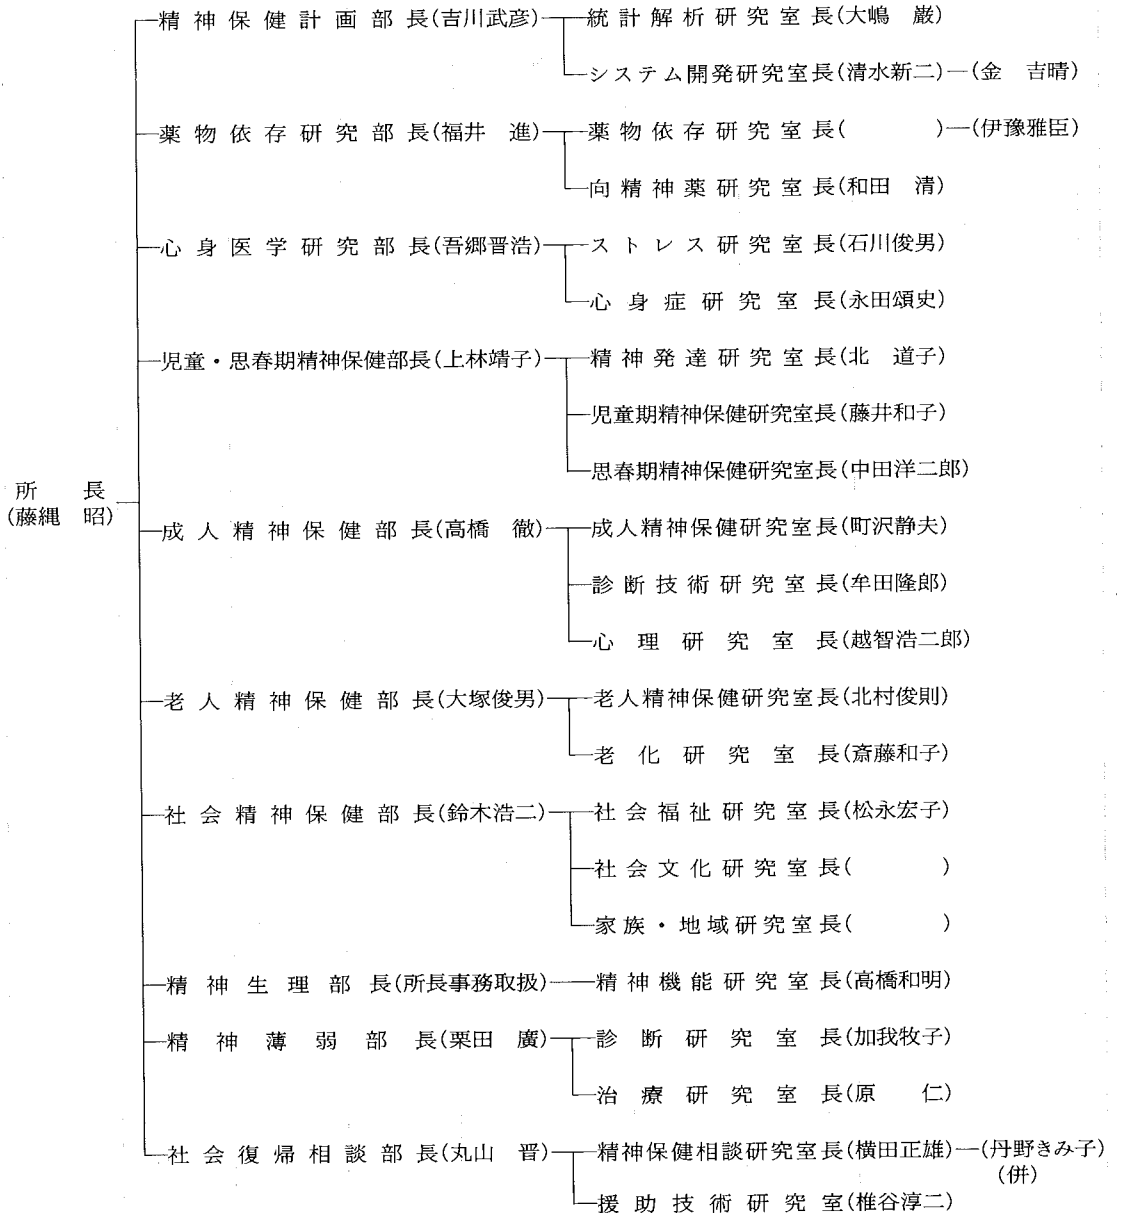 精神保健計画部長(吉川武彦) 統計解析研究室長(大嶋 巌)
システム開発研究室長(清水新二)―(金 吉晴)
薬物依存研究部長(福井 進) 薬物依存研究室長( )―(伊豫雅臣)
向精神薬研究室長(和田 清)
心身医学研究部長(吾郷晋浩) ストレス研究室長(石川俊男)
心身症研究室長(永田頌史)
児童・思春期精神保健部長(上林靖子) 精神発達研究室長(北 道子)
児童期精神保健研究室長(藤井和子)
思春期精神保健研究室長(中田洋二郎)
所 長
(藤縄 昭)
成人精神保健部長(高橋 徹) 成人精神保健研究室長(町沢静夫)
診断技術研究室長(牟田隆郎)
心理研究室長(越智浩二郎)
老人精神保健部長(大塚俊男) 老人精神保健研究室長(北村俊則)
老化研究室長(斎藤和子)
社会精神保健部長(鈴木浩二) 社会福祉研究室長(松永宏子)
社会文化研究室長( )
家族・地域研究室長( )
精神生理部長(所長事務取扱) 精神機能研究室長(高橋和明)
精神薄弱部長(栗田 廣) 診断研究室長(加我牧子)
治療研究室長(原 仁)
社会復帰相談部長(丸山 晋) 精神保健相談研究室長(横田正雄)―(丹野きみ子)
(併)
援助技術研究室(椎谷淳二)